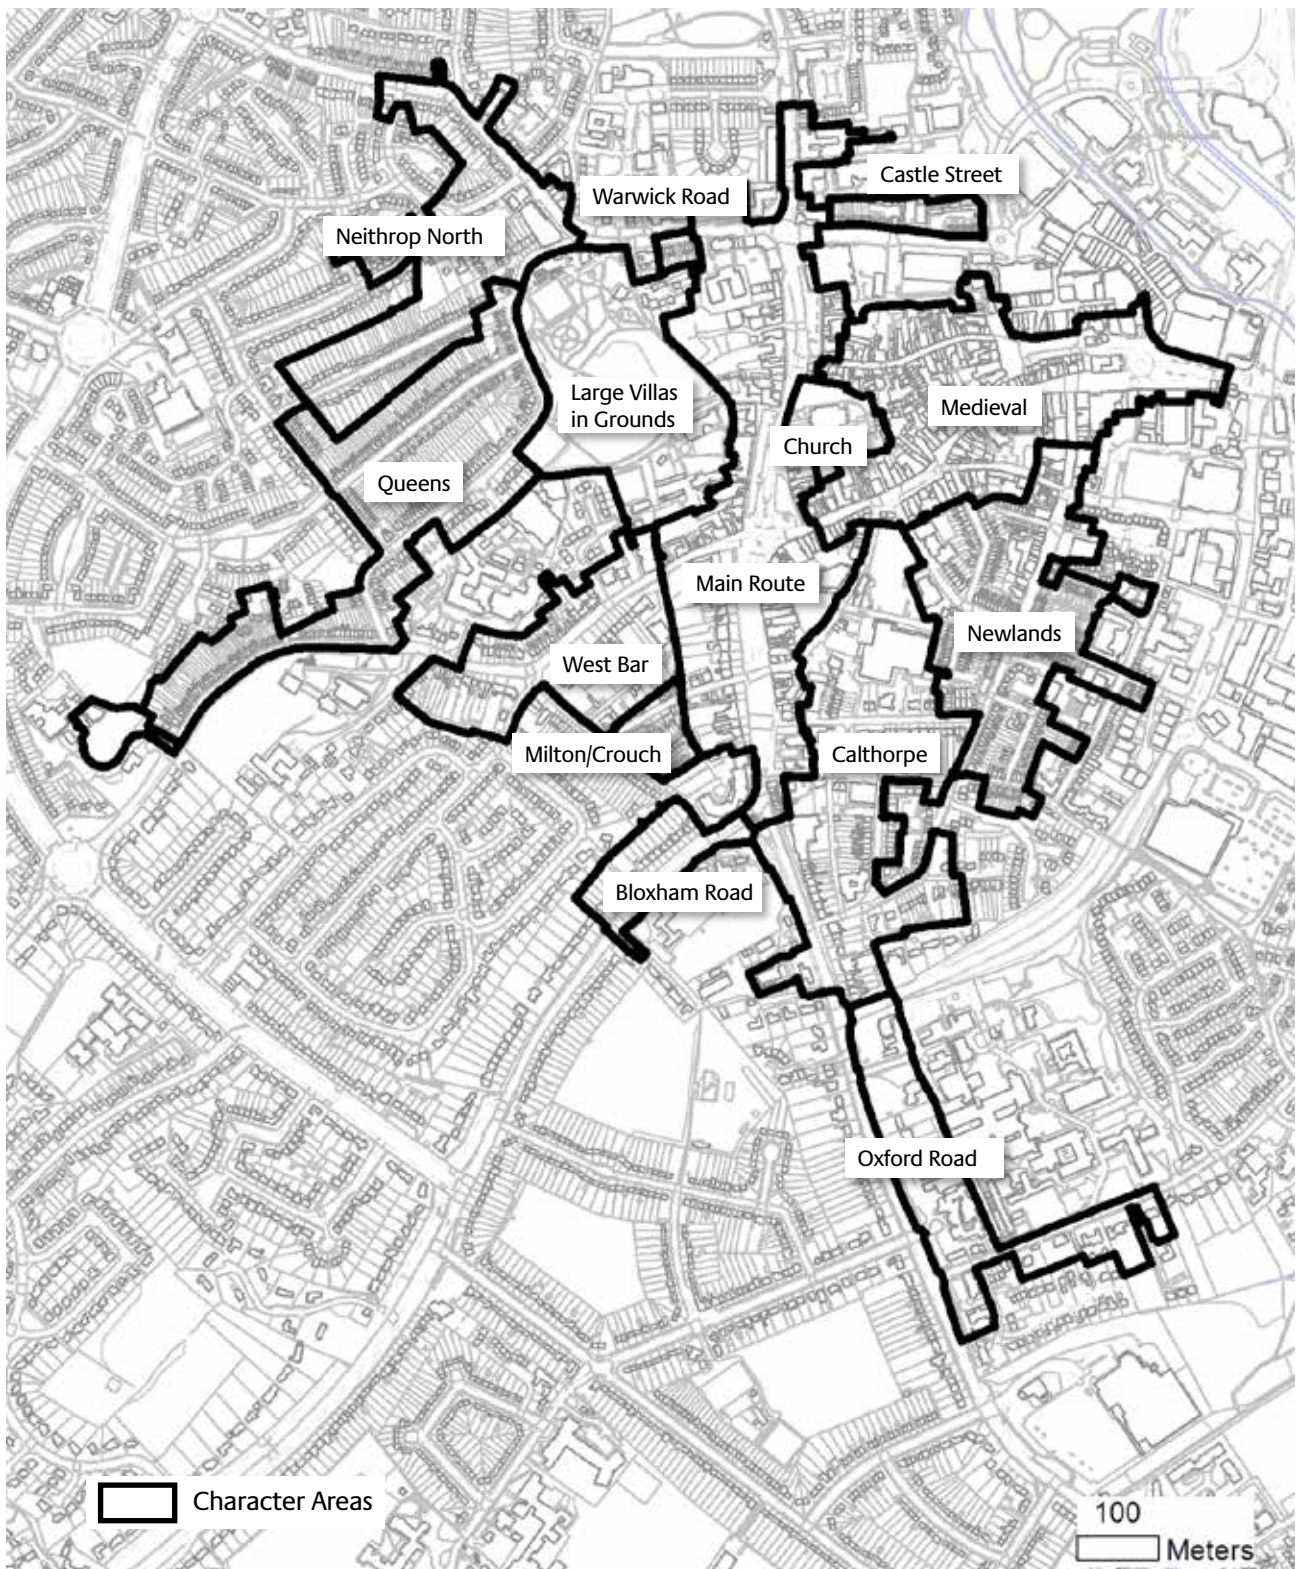 Castle Street
Warwick Road
Neithrop North
Large Villas
in Grounds
Medieval
Church
Queens
Main Route
Newlands
West Bar
Milton/Crouch
Calthorpe
Bloxham Road
Oxford Road
Character Areas
100
Meters